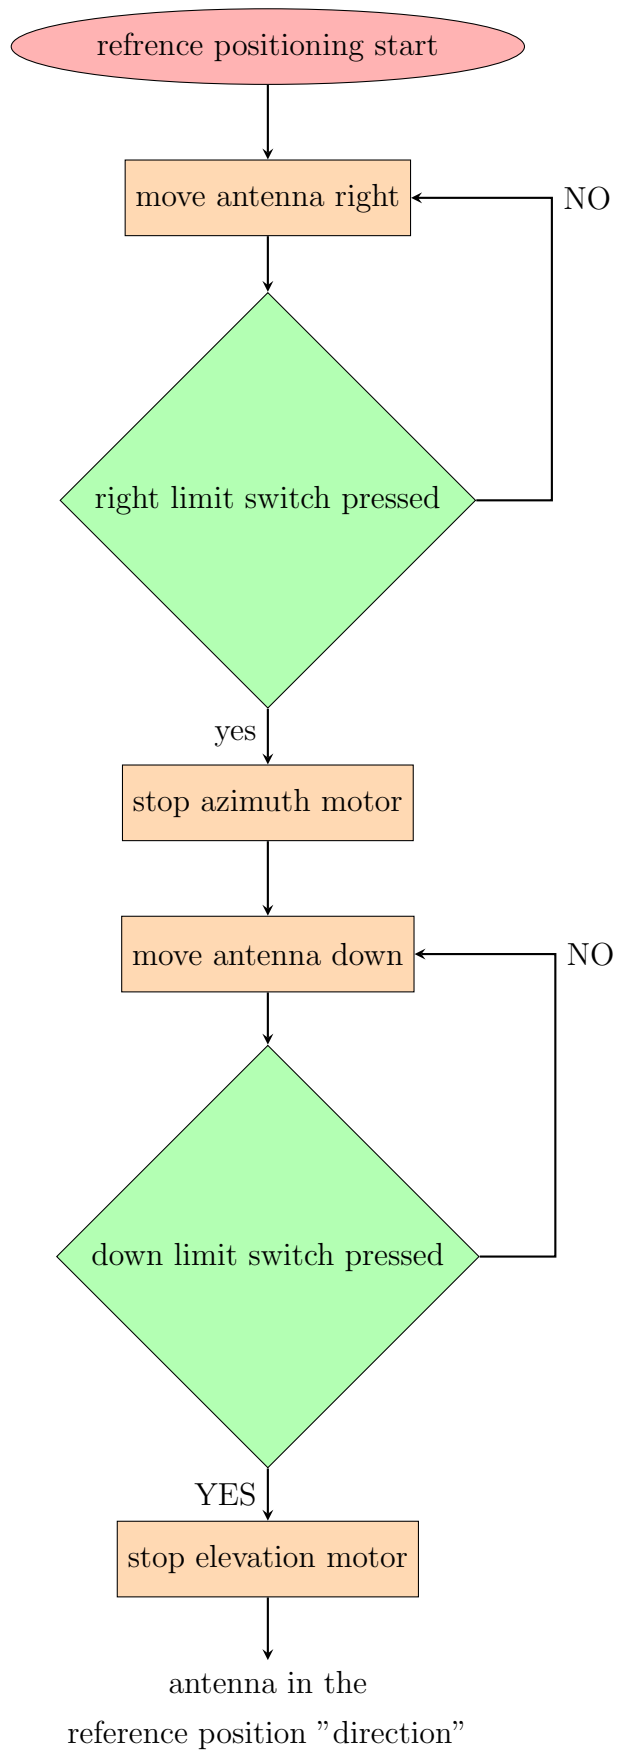 refrence positioning start
move antenna right
NO
right limit switch pressed
yes
stop azimuth motor
move antenna down
NO
down limit switch pressed
YES
stop elevation motor
antenna in the
reference position "direction"